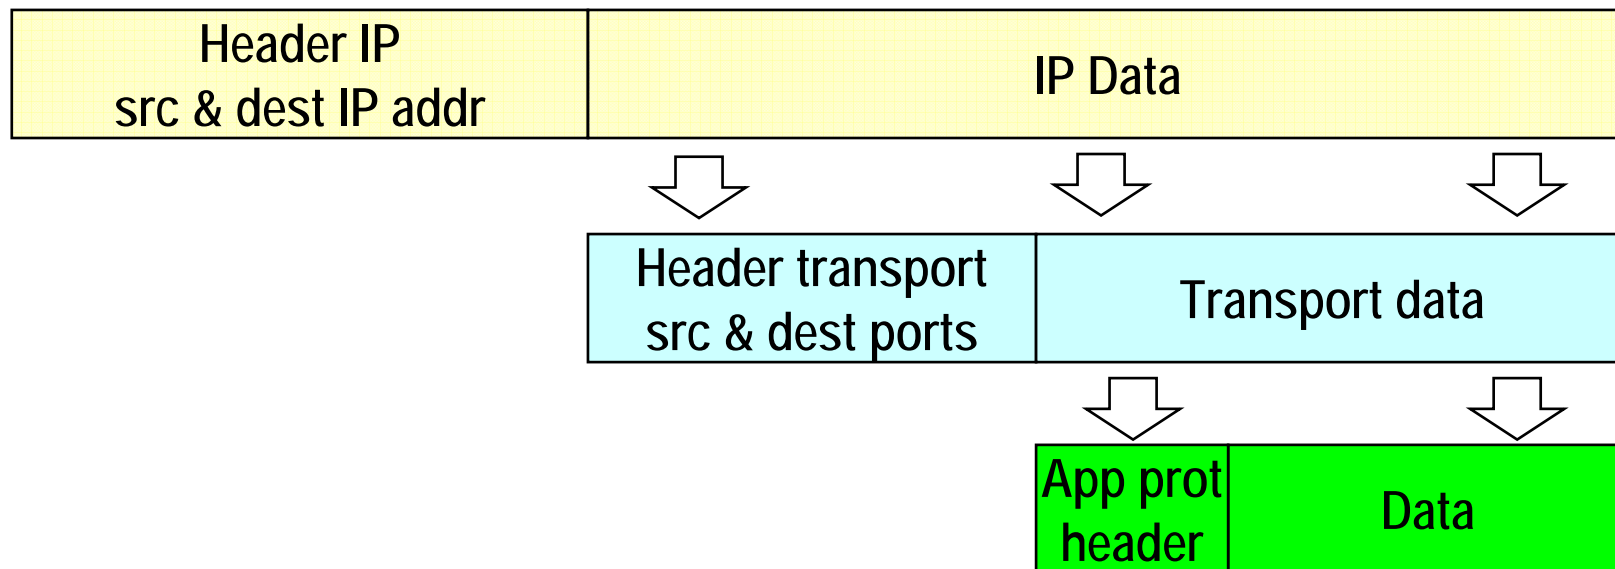 Header IP
src & dest IP addr
IP Data
Header transport
src & dest ports
Transport data
App prot
header
Data